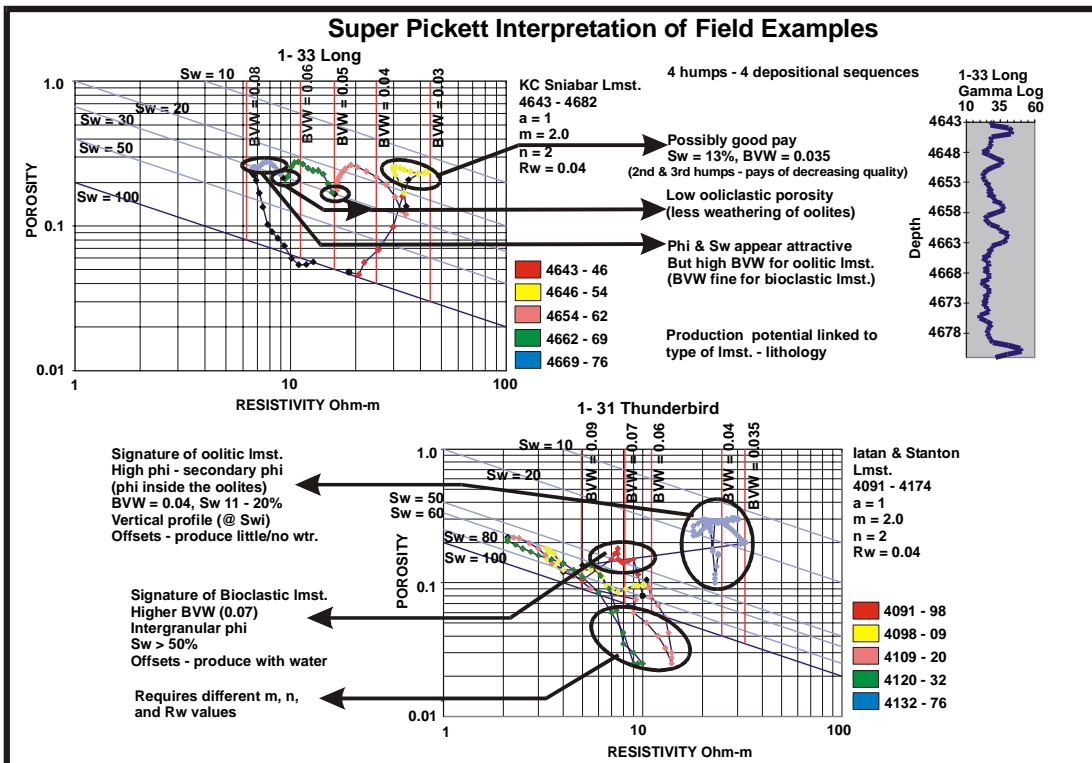 Super Pickett Interpretation of Field Examples
1- 33 Long
Sw = 10
Sw = 20
Sw = 30
Sw = 50
Sw = 100
BVW = 0.08
BVW = 0.06
BVW = 0.05
BVW = 0.04
BVW = 0.03
1.0
0.1
0.01
POROSITY
1
10
100
RESISTIVITY Ohm-m
KC Sniabar Lmst.
4643 - 4682
a = 1
m = 2.0
n = 2
Rw = 0.04
4643 - 46
4646 - 54
4654 - 62
4662 - 69
4669 - 76
4 humps - 4 depositional sequences
Possibly good pay
Sw = 13%, BVW = 0.035
(2nd & 3rd humps - pays of decreasing quality)
Low ooliclastic porosity
(less weathering of oolites)
Phi & Sw appear attractive
But high BVW for oolitic lmst.
(BVW fine for bioclastic lmst.)
Production potential linked to
type of lmst. - lithology
1-33 Long
Gamma Log
10 35 60
4643
4648
4653
4658
4663
4668
4673
4678
Depth
1- 31 Thunderbird
Sw = 10
Sw = 20
Sw = 50
Sw = 60
Sw = 80
Sw = 100
BVW = 0.09
BVW = 0.07
BVW = 0.06
BVW = 0.04
BVW = 0.035
1.0
0.1
0.01
POROSITY
1
10
100
RESISTIVITY Ohm-m
Iatan & Stanton
Lmst.
4091 - 4174
a = 1
m = 2.0
n = 2
Rw = 0.04
4091 - 98
4098 - 09
4109 - 20
4120 - 32
4132 - 76
Signature of oolitic lmst.
High phi - secondary phi
(phi inside the oolites)
BVW = 0.04, Sw 11 - 20%
Vertical profile (@ Swi)
Offsets - produce little/no wtr.
Signature of Bioclastic lmst.
Higher BVW (0.07)
Intergranular phi
Sw > 50%
Offsets - produce with water
Requires different m, n,
and Rw values